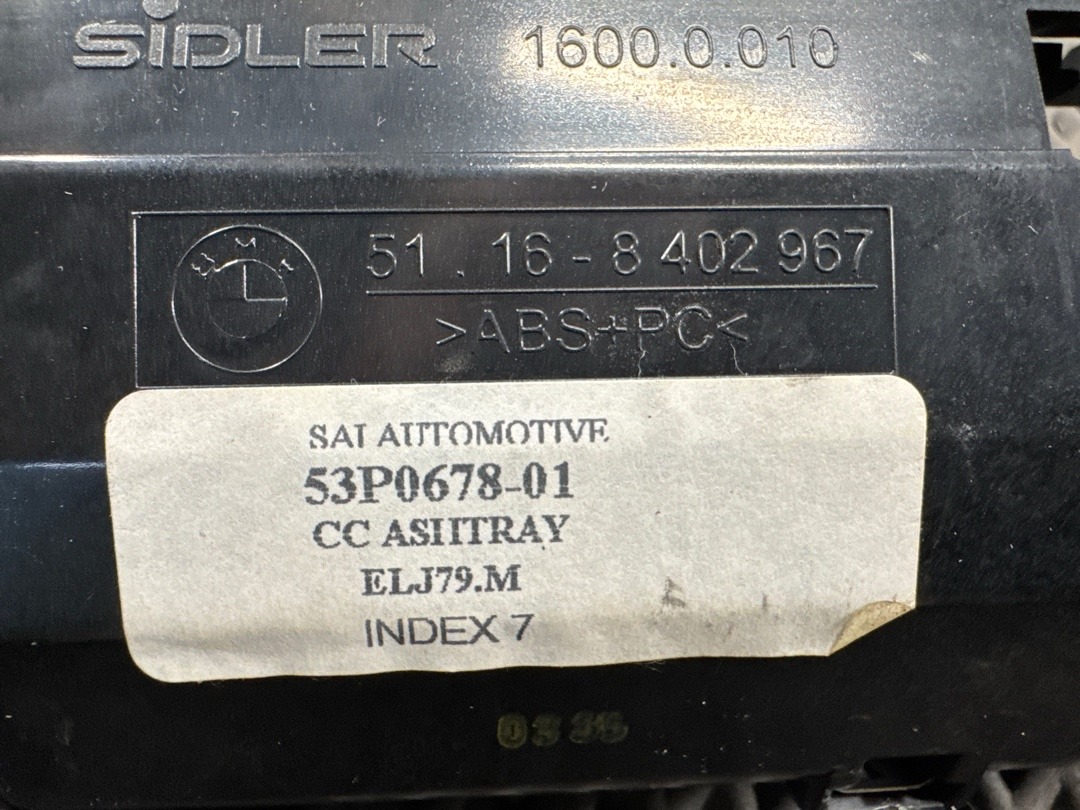 SiDLER 1600.0.010
BMW
51.16-8 402 967
>ABS+PC<
SAI AUTOMOTIVE
53P0678-01
CC ASHTRAY
ELJ79.M
INDEX 7